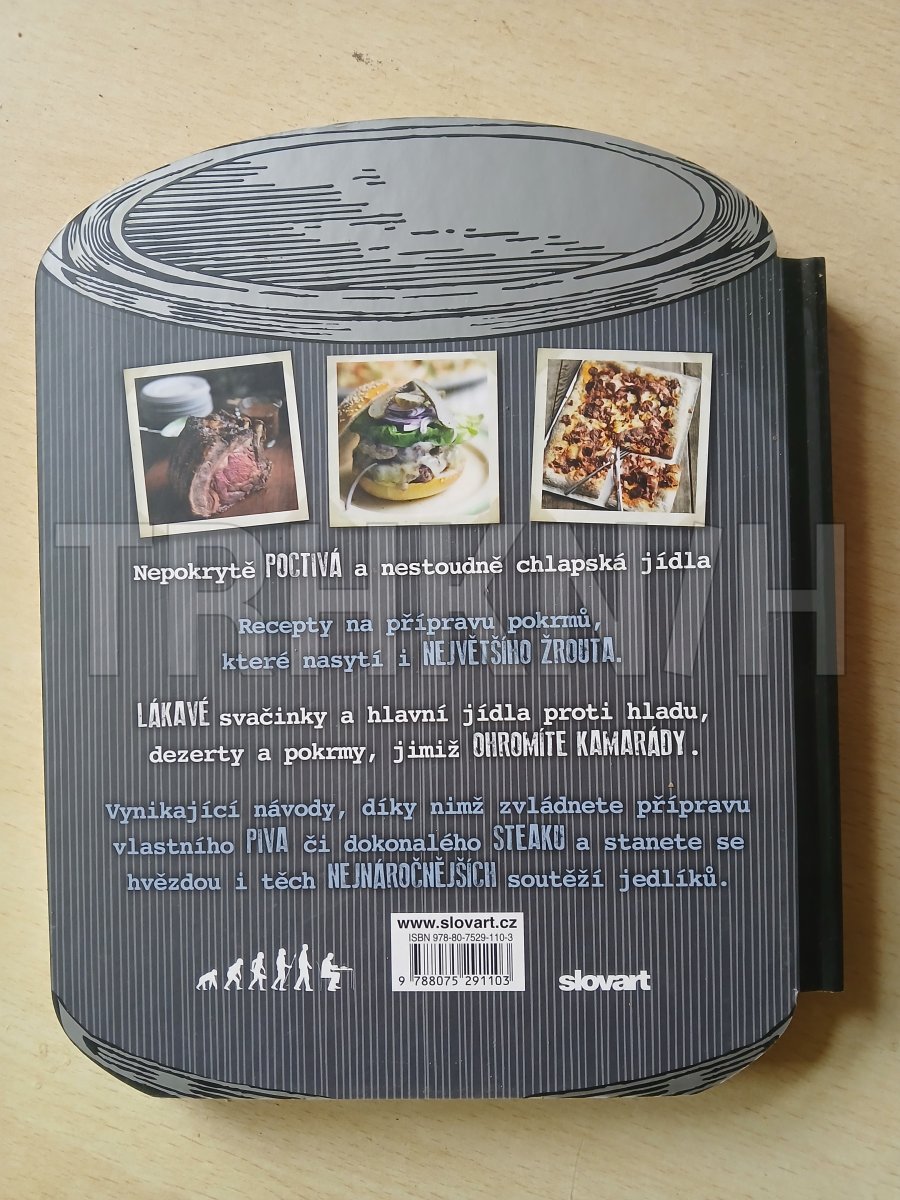 Nepokrytě POCTIVÁ a nestoudně chlapská jídla
Recepty na přípravu pokrmů,
které nasytí i NEJVĚTŠÍHO ŽROUTA.
LÁKAVÉ svačinky a hlavní jídla proti hladu,
dezerty a pokrmy, jimiž OHROMÍTE KAMARÁDY.
Vynikající návody, díky nimž zvládnete přípravu
vlastního PIVA či dokonalého STEAKU a stanete se
hvězdou i těch NEJNÁROČNĚJŠÍCH soutěží jedlíků.
www.slovart.cz
ISBN 978-80-7529-110-3
9 788075 291103
slovart